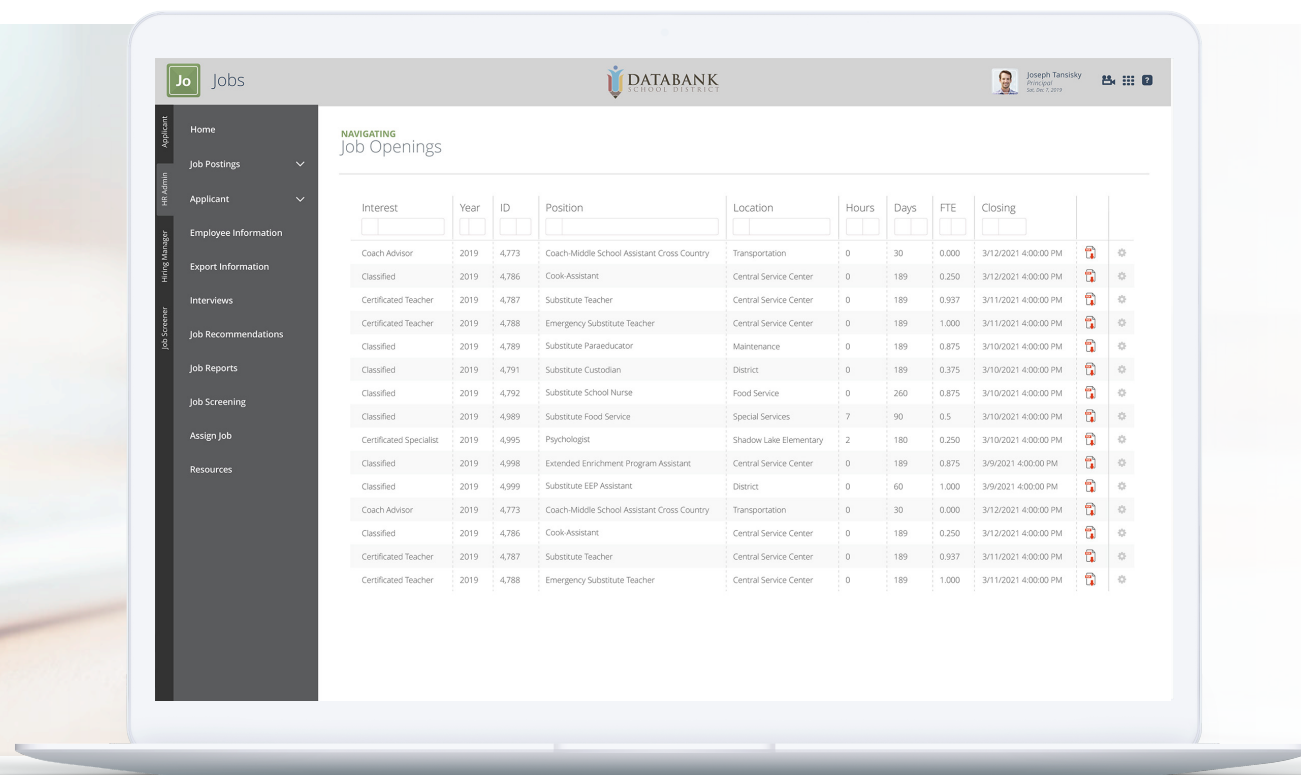 Jo Jobs
DATABANK
SCHOOL DISTRICT
Joseph Tansisky
Principal
Sat, Dec 7, 2019
?
Applicant
HR Admin
Hiring Manager
Job Screener
Home
Job Postings
Applicant
Employee Information
Export Information
Interviews
Job Recommendations
Job Reports
Job Screening
Assign Job
Resources
NAVIGATING
Job Openings
Interest Year ID Position Location Hours Days FTE Closing
Coach Advisor 2019 4,773 Coach-Middle School Assistant Cross Country Transportation 0 30 0.000 3/12/2021 4:00:00 PM
Classified 2019 4,786 Cook-Assistant Central Service Center 0 189 0.250 3/12/2021 4:00:00 PM
Certificated Teacher 2019 4,787 Substitute Teacher Central Service Center 0 189 0.937 3/11/2021 4:00:00 PM
Certificated Teacher 2019 4,788 Emergency Substitute Teacher Central Service Center 0 189 1.000 3/11/2021 4:00:00 PM
Classified 2019 4,789 Substitute Paraeducator Maintenance 0 189 0.875 3/10/2021 4:00:00 PM
Classified 2019 4,791 Substitute Custodian District 0 189 0.375 3/10/2021 4:00:00 PM
Classified 2019 4,792 Substitute School Nurse Food Service 0 260 0.875 3/10/2021 4:00:00 PM
Classified 2019 4,989 Substitute Food Service Special Services 7 90 0.5 3/10/2021 4:00:00 PM
Certificated Specialist 2019 4,995 Psychologist Shadow Lake Elementary 2 180 0.250 3/10/2021 4:00:00 PM
Classified 2019 4,998 Extended Enrichment Program Assistant Central Service Center 0 189 0.875 3/9/2021 4:00:00 PM
Classified 2019 4,999 Substitute EEP Assistant District 0 60 1.000 3/9/2021 4:00:00 PM
Coach Advisor 2019 4,773 Coach-Middle School Assistant Cross Country Transportation 0 30 0.000 3/12/2021 4:00:00 PM
Classified 2019 4,786 Cook-Assistant Central Service Center 0 189 0.250 3/12/2021 4:00:00 PM
Certificated Teacher 2019 4,787 Substitute Teacher Central Service Center 0 189 0.937 3/11/2021 4:00:00 PM
Certificated Teacher 2019 4,788 Emergency Substitute Teacher Central Service Center 0 189 1.000 3/11/2021 4:00:00 PM